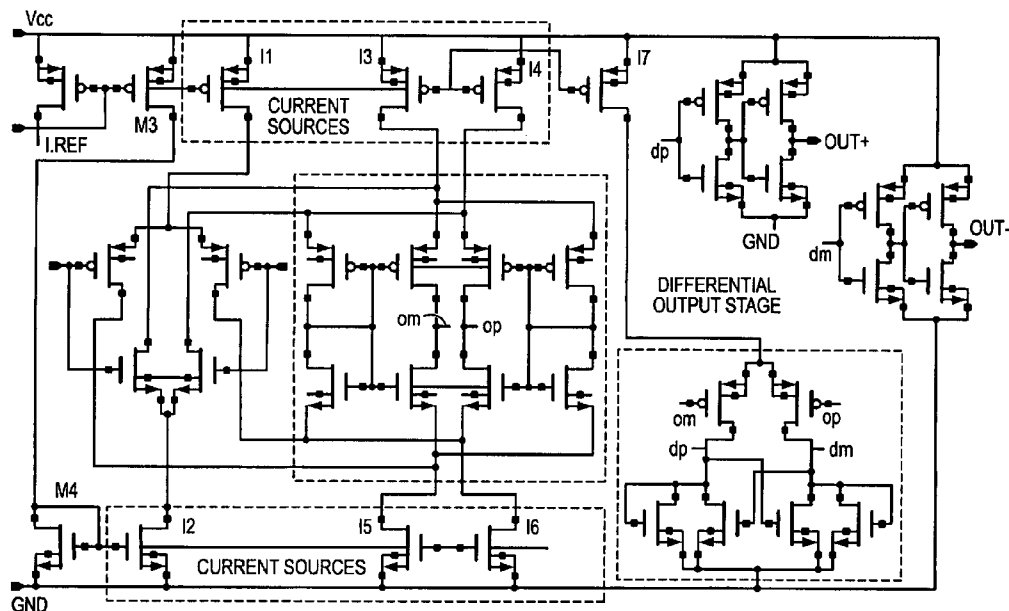 Vcc
I1
I3
I4
I7
M3
CURRENT
SOURCES
I.REF
dp
OUT+
GND
dm
OUT-
DIFFERENTIAL
OUTPUT STAGE
om
op
om
op
dp
dm
M4
I2
I5
I6
CURRENT SOURCES
GND